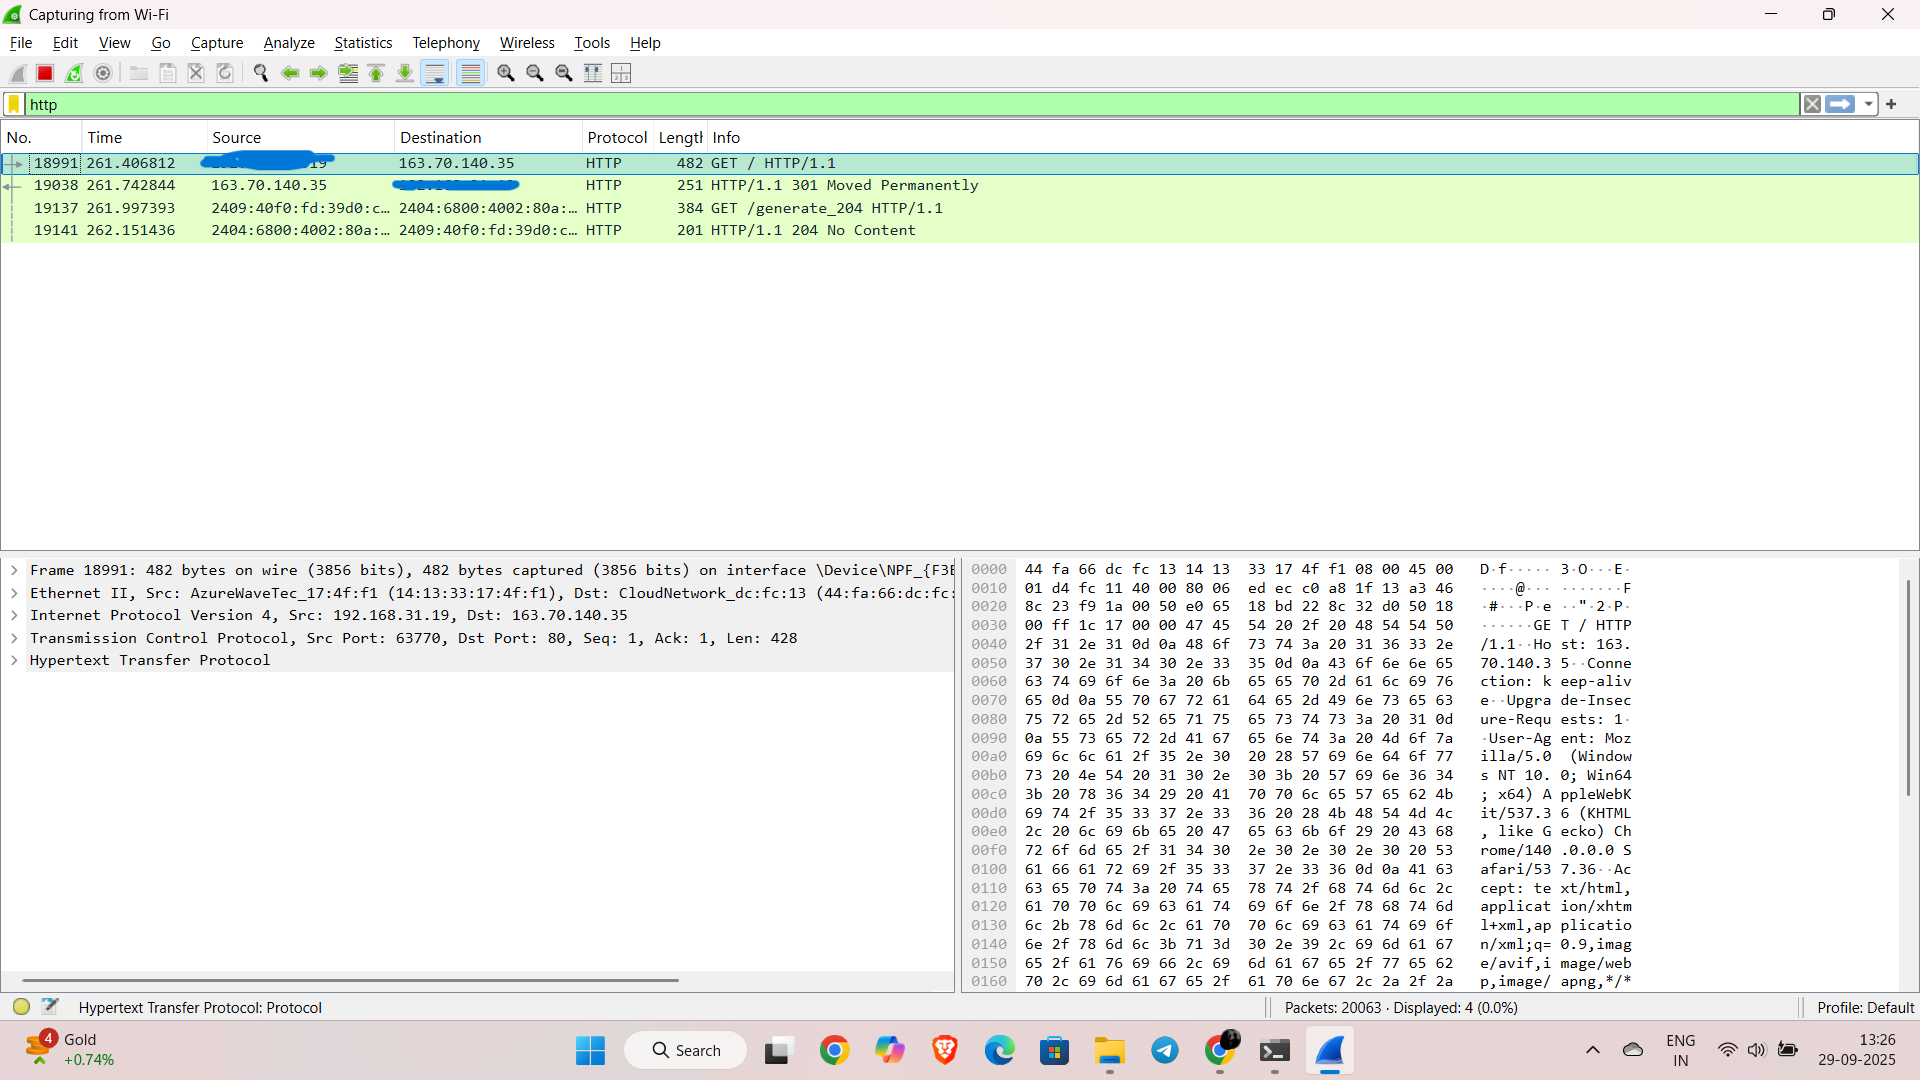 Capturing from Wi-Fi
File Edit View Go Capture Analyze Statistics Telephony Wireless Tools Help
http
No. Time Source Destination Protocol Length Info
18991 261.406812 163.70.140.35 HTTP 482 GET / HTTP/1.1
19038 261.742844 163.70.140.35 HTTP 251 HTTP/1.1 301 Moved Permanently
19137 261.997393 2409:40f0:fd:39d0:c… 2404:6800:4002:80a:… HTTP 384 GET /generate_204 HTTP/1.1
19141 262.151436 2404:6800:4002:80a:… 2409:40f0:fd:39d0:c… HTTP 201 HTTP/1.1 204 No Content
Frame 18991: 482 bytes on wire (3856 bits), 482 bytes captured (3856 bits) on interface \Device\NPF_{F3E
Ethernet II, Src: AzureWaveTec_17:4f:f1 (14:13:33:17:4f:f1), Dst: CloudNetwork_dc:fc:13 (44:fa:66:dc:fc:
Internet Protocol Version 4, Src: 192.168.31.19, Dst: 163.70.140.35
Transmission Control Protocol, Src Port: 63770, Dst Port: 80, Seq: 1, Ack: 1, Len: 428
Hypertext Transfer Protocol
0000 44 fa 66 dc fc 13 14 13 33 17 4f f1 08 00 45 00 D·f····· 3·O···E·
0010 01 d4 fc 11 40 00 80 06 ed ec c0 a8 1f 13 a3 46 ····@··· ·······F
0020 8c 23 f9 1a 00 50 e0 65 18 bd 22 8c 32 d0 50 18 ·#···P·e ··"·2·P·
0030 00 ff 1c 17 00 00 47 45 54 20 2f 20 48 54 54 50 ······GE T / HTTP
0040 2f 31 2e 31 0d 0a 48 6f 73 74 3a 20 31 36 33 2e /1.1··Ho st: 163.
0050 37 30 2e 31 34 30 2e 33 35 0d 0a 43 6f 6e 6e 65 70.140.3 5··Conne
0060 63 74 69 6f 6e 3a 20 6b 65 65 70 2d 61 6c 69 76 ction: k eep-aliv
0070 65 0d 0a 55 70 67 72 61 64 65 2d 49 6e 73 65 63 e··Upgra de-Insec
0080 75 72 65 2d 52 65 71 75 65 73 74 73 3a 20 31 0d ure-Requ ests: 1·
0090 0a 55 73 65 72 2d 41 67 65 6e 74 3a 20 4d 6f 7a ·User-Ag ent: Moz
00a0 69 6c 6c 61 2f 35 2e 30 20 28 57 69 6e 64 6f 77 illa/5.0 (Window
00b0 73 20 4e 54 20 31 30 2e 30 3b 20 57 69 6e 36 34 s NT 10. 0; Win64
00c0 3b 20 78 36 34 29 20 41 70 70 6c 65 57 65 62 4b ; x64) A ppleWebK
00d0 69 74 2f 35 33 37 2e 33 36 20 28 4b 48 54 4d 4c it/537.3 6 (KHTML
00e0 2c 20 6c 69 6b 65 20 47 65 63 6b 6f 29 20 43 68 , like G ecko) Ch
00f0 72 6f 6d 65 2f 31 34 30 2e 30 2e 30 2e 30 20 53 rome/140 .0.0.0 S
0100 61 66 61 72 69 2f 35 33 37 2e 33 36 0d 0a 41 63 afari/53 7.36··Ac
0110 63 65 70 74 3a 20 74 65 78 74 2f 68 74 6d 6c 2c cept: te xt/html,
0120 61 70 70 6c 69 63 61 74 69 6f 6e 2f 78 68 74 6d applicat ion/xhtm
0130 6c 2b 78 6d 6c 2c 61 70 70 6c 69 63 61 74 69 6f l+xml,ap plicatio
0140 6e 2f 78 6d 6c 3b 71 3d 30 2e 39 2c 69 6d 61 67 n/xml;q= 0.9,imag
0150 65 2f 61 76 69 66 2c 69 6d 61 67 65 2f 77 65 62 e/avif,i mage/web
0160 70 2c 69 6d 61 67 65 2f 61 70 6e 67 2c 2a 2f 2a p,image/ apng,*/*
Hypertext Transfer Protocol: Protocol Packets: 20063 · Displayed: 4 (0.0%) Profile: Default
4 Gold
+0.74%
Search
ENG
IN
13:26
29-09-2025